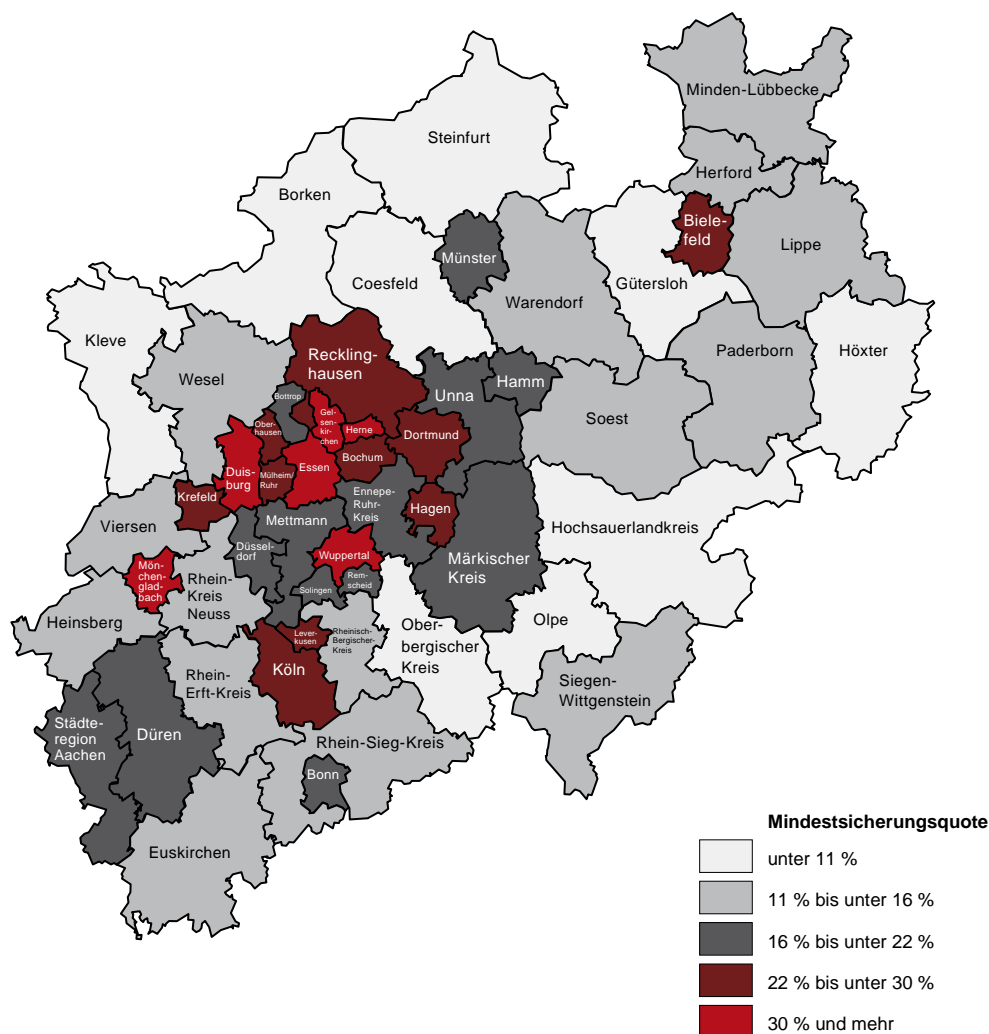 Minden-Lübbecke
Steinfurt
Herford
Borken
Biele-
feld
Lippe
Münster
Coesfeld
Gütersloh
Warendorf
Kleve
Paderborn
Höxter
Reckling-
hausen
Wesel
Hamm
Unna
Bottrop
Soest
Gelsen-
kirchen
Ober-
hausen
Herne
Dortmund
Bochum
Essen
Duis-
burg
Mülheim/
Ruhr
Krefeld
Ennepe-
Ruhr-
Kreis
Hagen
Viersen
Mettmann
Hochsauerlandkreis
Düssel-
dorf
Wuppertal
Märkischer
Kreis
Mön-
chen-
glad-
bach
Rhein-
Kreis
Neuss
Rem-
scheid
Solingen
Heinsberg
Ober-
bergischer
Kreis
Olpe
Lever-
kusen
Rheinisch-
Bergischer-
Kreis
Köln
Rhein-
Erft-Kreis
Siegen-
Wittgenstein
Städte-
region
Aachen
Düren
Rhein-Sieg-Kreis
Bonn
Euskirchen
Mindestsicherungsquote
unter 11 %
11 % bis unter 16 %
16 % bis unter 22 %
22 % bis unter 30 %
30 % und mehr